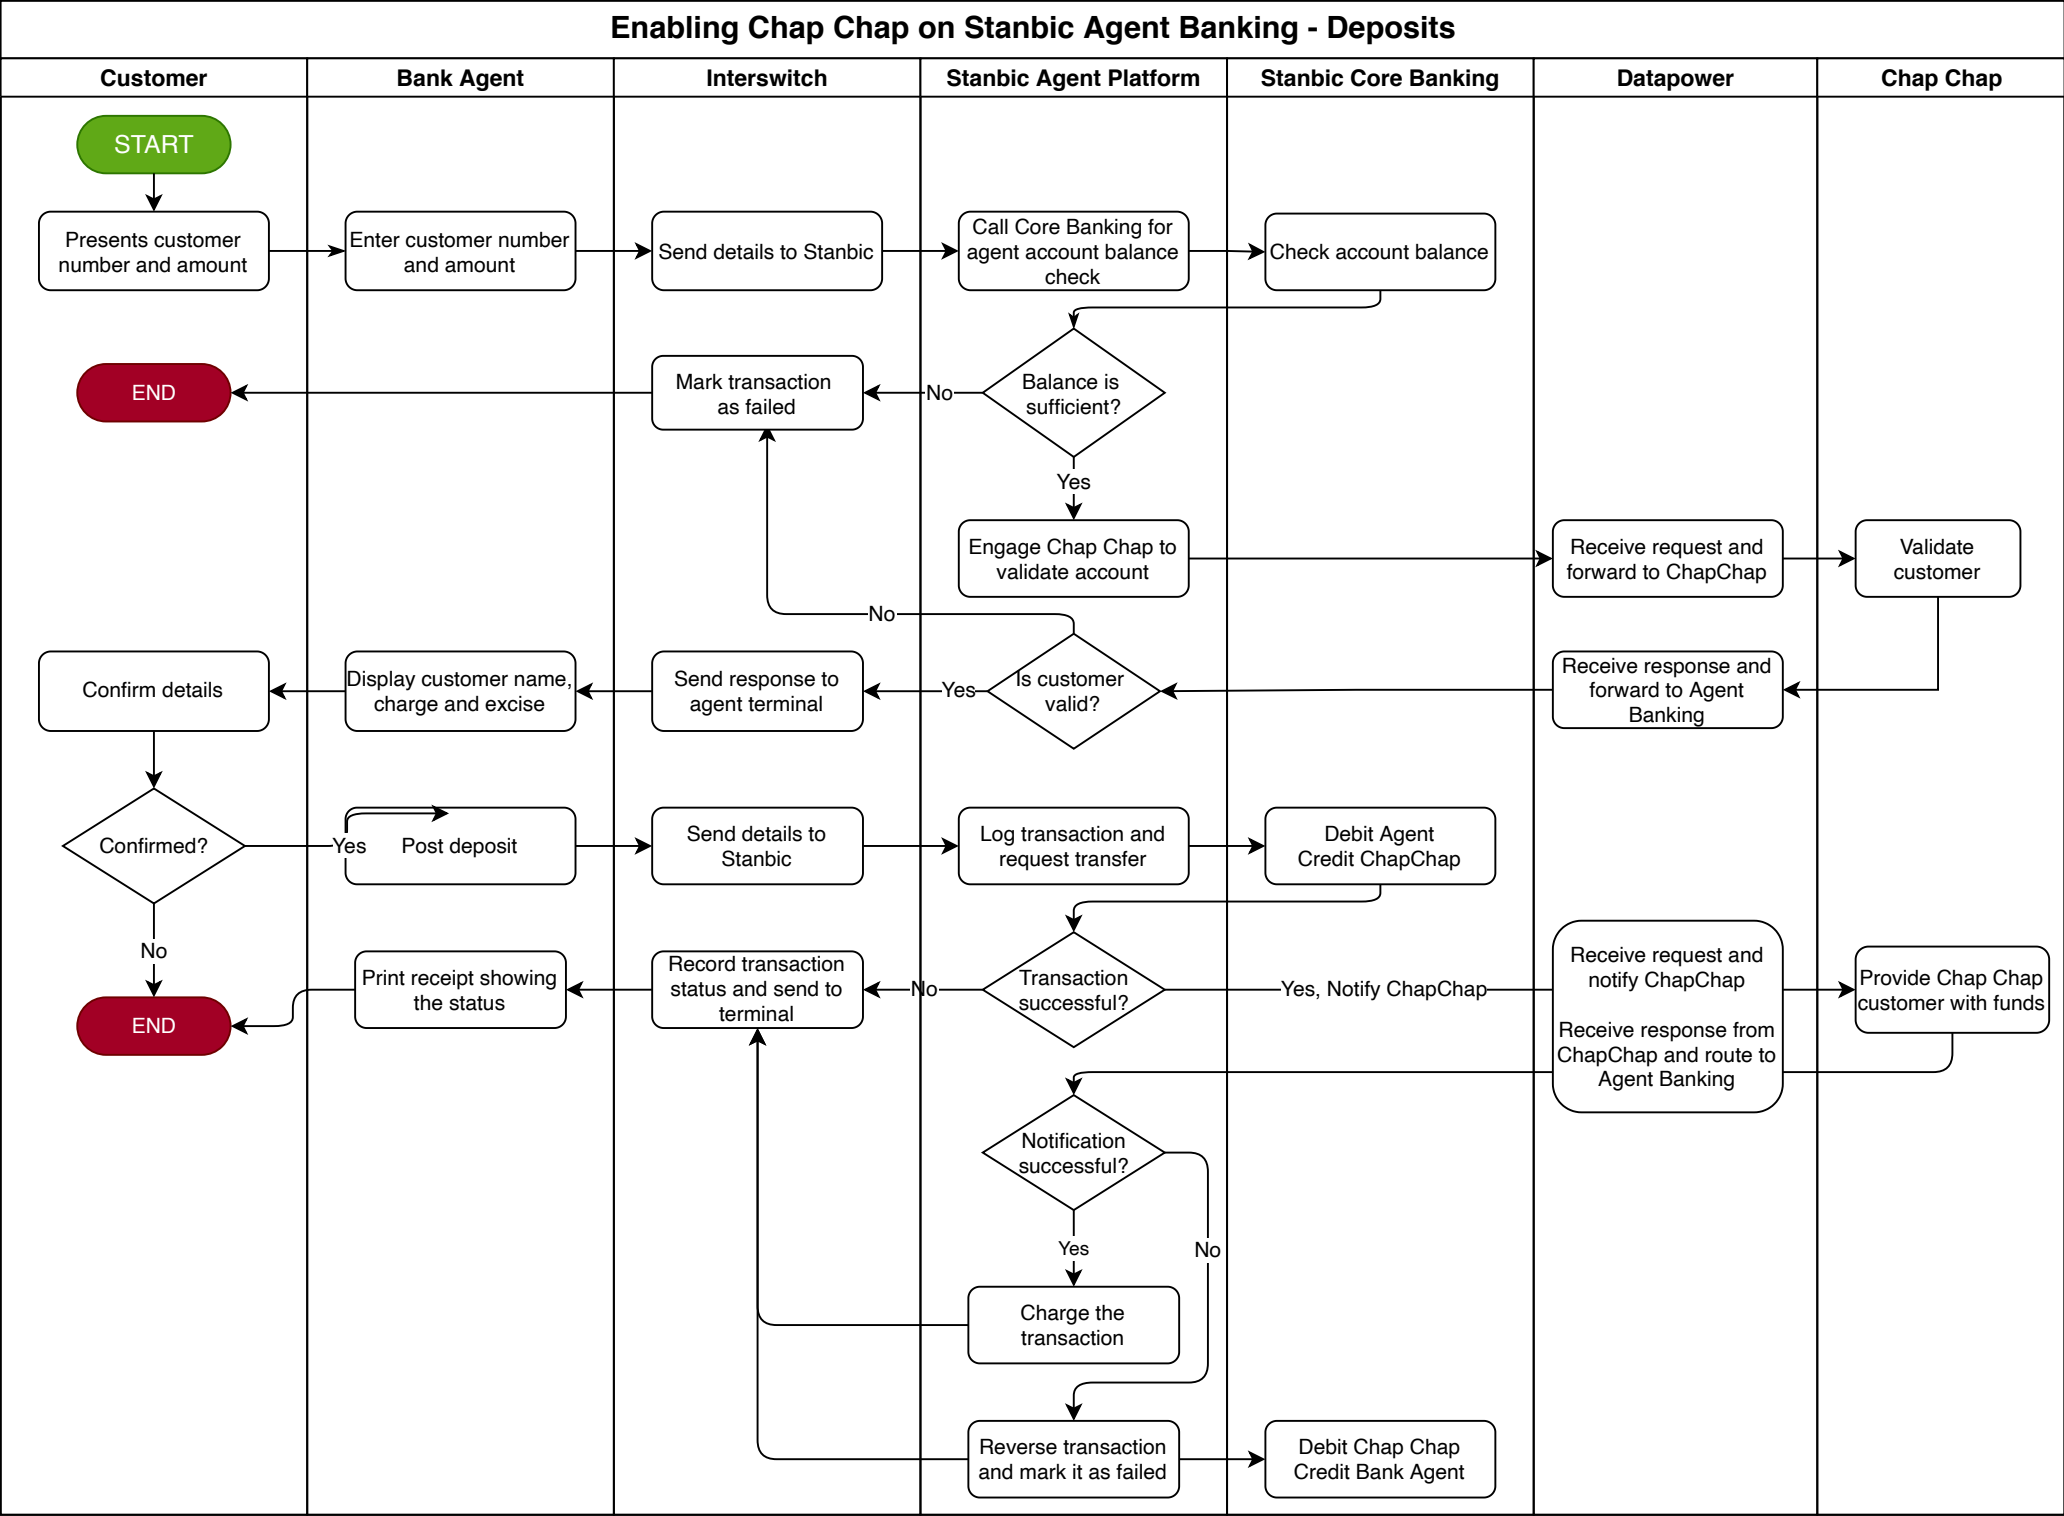 Enabling Chap Chap on Stanbic Agent Banking - Deposits
Customer
Bank Agent
Interswitch
Stanbic Agent Platform
Stanbic Core Banking
Datapower
Chap Chap
START
Presents customer
number and amount
Enter customer number
and amount
Send details to Stanbic
Call Core Banking for
agent account balance
check
Check account balance
END
Mark transaction
as failed
No
Balance is
sufficient?
Yes
Engage Chap Chap to
validate account
Receive request and
forward to ChapChap
Validate
customer
No
Confirm details
Display customer name,
charge and excise
Send response to
agent terminal
Yes
Is customer
valid?
Receive response and
forward to Agent
Banking
Confirmed?
Yes
Post deposit
Send details to
Stanbic
Log transaction and
request transfer
Debit Agent
Credit ChapChap
No
END
Print receipt showing
the status
Record transaction
status and send to
terminal
No
Transaction
successful?
Yes, Notify ChapChap
Receive request and
notify ChapChap
Receive response from
ChapChap and route to
Agent Banking
Provide Chap Chap
customer with funds
Notification
successful?
Yes
No
Charge the
transaction
Reverse transaction
and mark it as failed
Debit Chap Chap
Credit Bank Agent